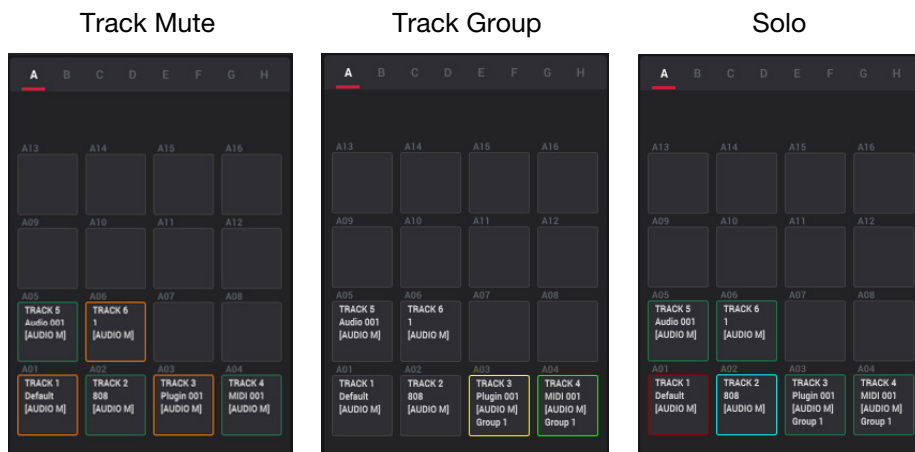 Track Mute
A B C D E F G H
A13 A14 A15 A16
A09 A10 A11 A12
A05 A06 A07 A08
TRACK 5
Audio 001
[AUDIO M]
TRACK 6
1
[AUDIO M]
A01 A02 A03 A04
TRACK 1
Default
[AUDIO M]
TRACK 2
808
[AUDIO M]
TRACK 3
Plugin 001
[AUDIO M]
TRACK 4
MIDI 001
[AUDIO M]
Track Group
A B C D E F G H
A13 A14 A15 A16
A09 A10 A11 A12
A05 A06 A07 A08
TRACK 5
Audio 001
[AUDIO M]
TRACK 6
1
[AUDIO M]
A01 A02 A03 A04
TRACK 1
Default
[AUDIO M]
TRACK 2
808
[AUDIO M]
TRACK 3
Plugin 001
[AUDIO M]
Group 1
TRACK 4
MIDI 001
[AUDIO M]
Group 1
Solo
A B C D E F G H
A13 A14 A15 A16
A09 A10 A11 A12
A05 A06 A07 A08
TRACK 5
Audio 001
[AUDIO M]
TRACK 6
1
[AUDIO M]
A01 A02 A03 A04
TRACK 1
Default
[AUDIO M]
TRACK 2
808
[AUDIO M]
TRACK 3
Plugin 001
[AUDIO M]
Group 1
TRACK 4
MIDI 001
[AUDIO M]
Group 1